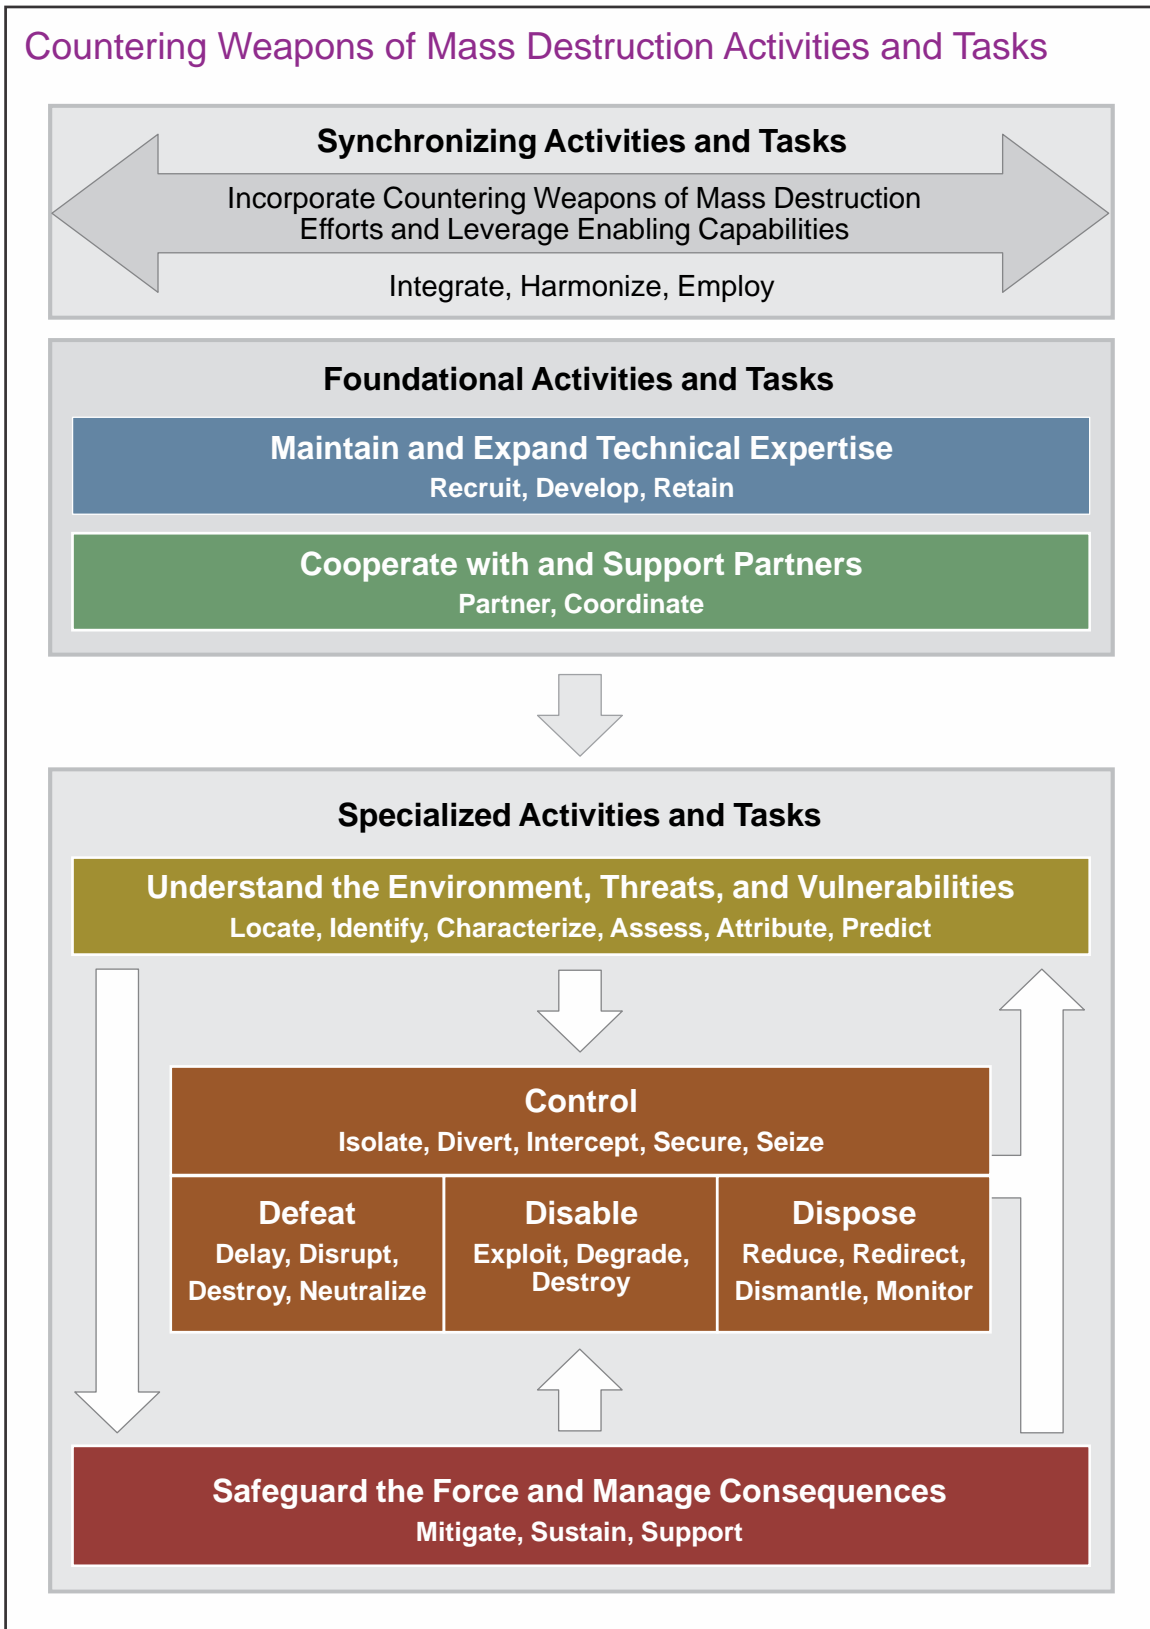 Countering Weapons of Mass Destruction Activities and Tasks
Synchronizing Activities and Tasks
Incorporate Countering Weapons of Mass Destruction
Efforts and Leverage Enabling Capabilities
Integrate, Harmonize, Employ
Foundational Activities and Tasks
Maintain and Expand Technical Expertise
Recruit, Develop, Retain
Cooperate with and Support Partners
Partner, Coordinate
Specialized Activities and Tasks
Understand the Environment, Threats, and Vulnerabilities
Locate, Identify, Characterize, Assess, Attribute, Predict
Control
Isolate, Divert, Intercept, Secure, Seize
Defeat
Delay, Disrupt,
Destroy, Neutralize
Disable
Exploit, Degrade,
Destroy
Dispose
Reduce, Redirect,
Dismantle, Monitor
Safeguard the Force and Manage Consequences
Mitigate, Sustain, Support